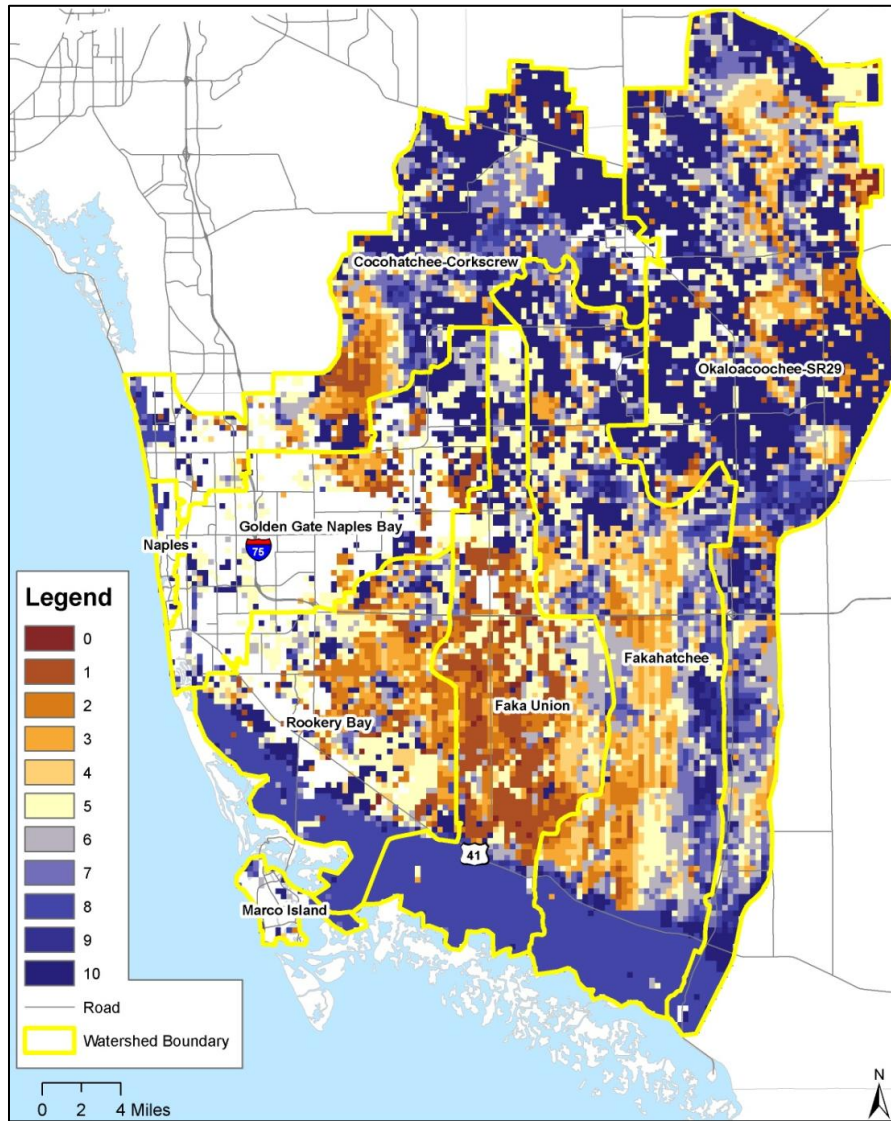 Cocohatchee-Corkscrew
Okaloacoochee-SR29
Golden Gate Naples Bay
Naples
75
Fakahatchee
Faka Union
Rookery Bay
41
Marco Island
Legend
0
1
2
3
4
5
6
7
8
9
10
Road
Watershed Boundary
0 2 4 Miles
N